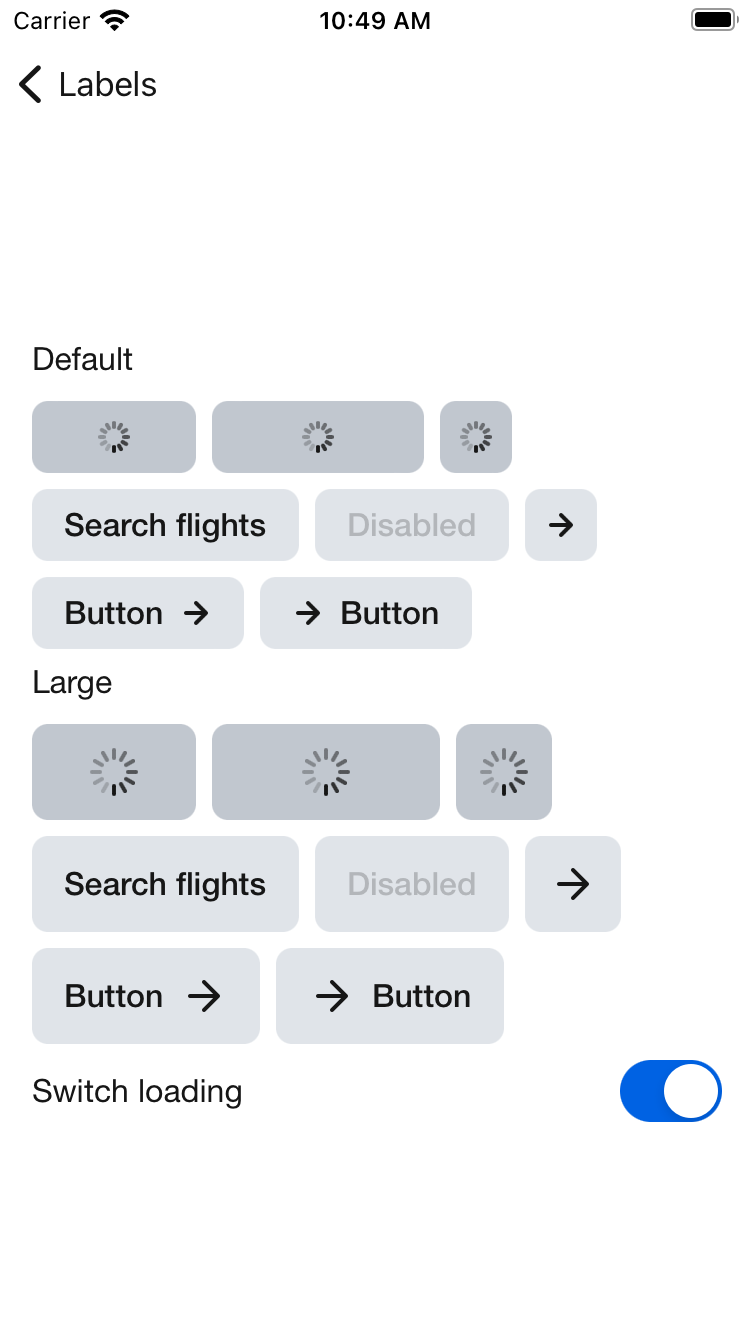 Carrier 10:49 AM
Labels
Default
Search flights Disabled
Button Button
Large
Search flights Disabled
Button Button
Switch loading